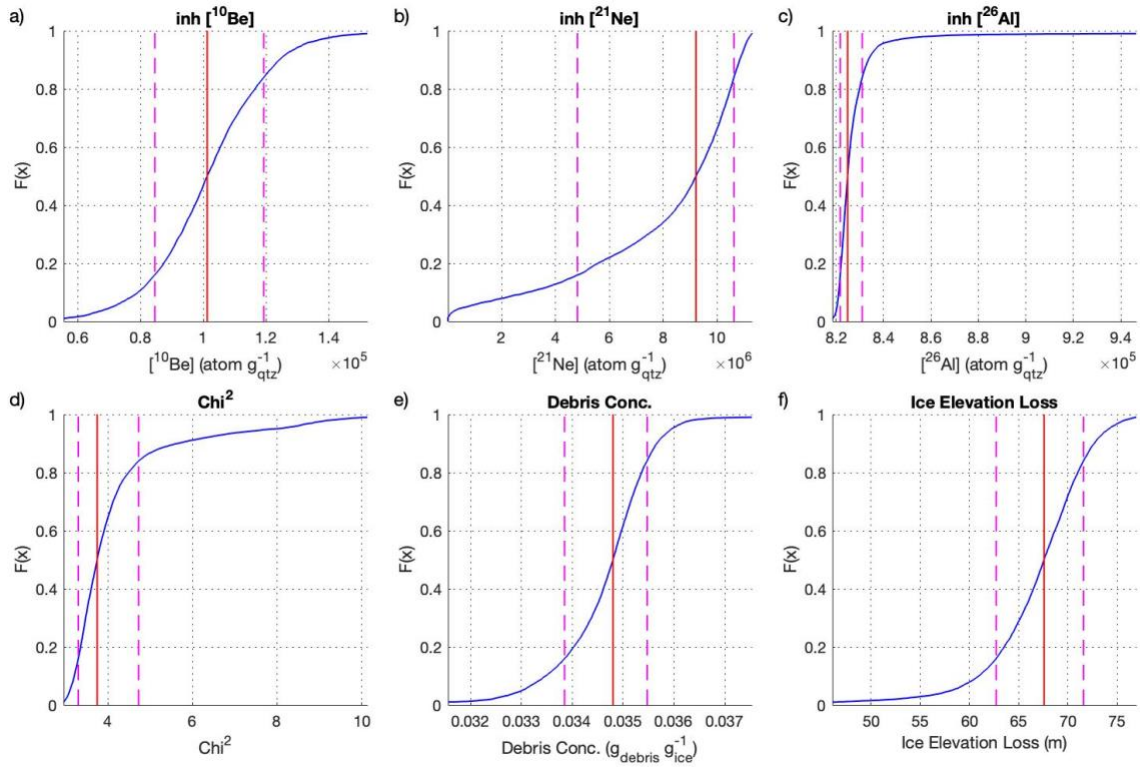 a)
inh [¹⁰Be]
1
0.8
0.6
0.4
0.2
0
F(x)
0.6 0.8 1 1.2 1.4
[¹⁰Be] (atom g⁻¹qtz) ×10⁵
b)
inh [²¹Ne]
1
0.8
0.6
0.4
0.2
0
F(x)
2 4 6 8 10
[²¹Ne] (atom g⁻¹qtz) ×10⁶
c)
inh [²⁶Al]
1
0.8
0.6
0.4
0.2
0
F(x)
8.2 8.4 8.6 8.8 9 9.2 9.4
[²⁶Al] (atom g⁻¹qtz) ×10⁵
d)
Chi²
1
0.8
0.6
0.4
0.2
0
F(x)
4 6 8 10
Chi²
e)
Debris Conc.
1
0.8
0.6
0.4
0.2
0
F(x)
0.032 0.033 0.034 0.035 0.036 0.037
Debris Conc. (gdebris g⁻¹ice)
f)
Ice Elevation Loss
1
0.8
0.6
0.4
0.2
0
F(x)
50 55 60 65 70 75
Ice Elevation Loss (m)